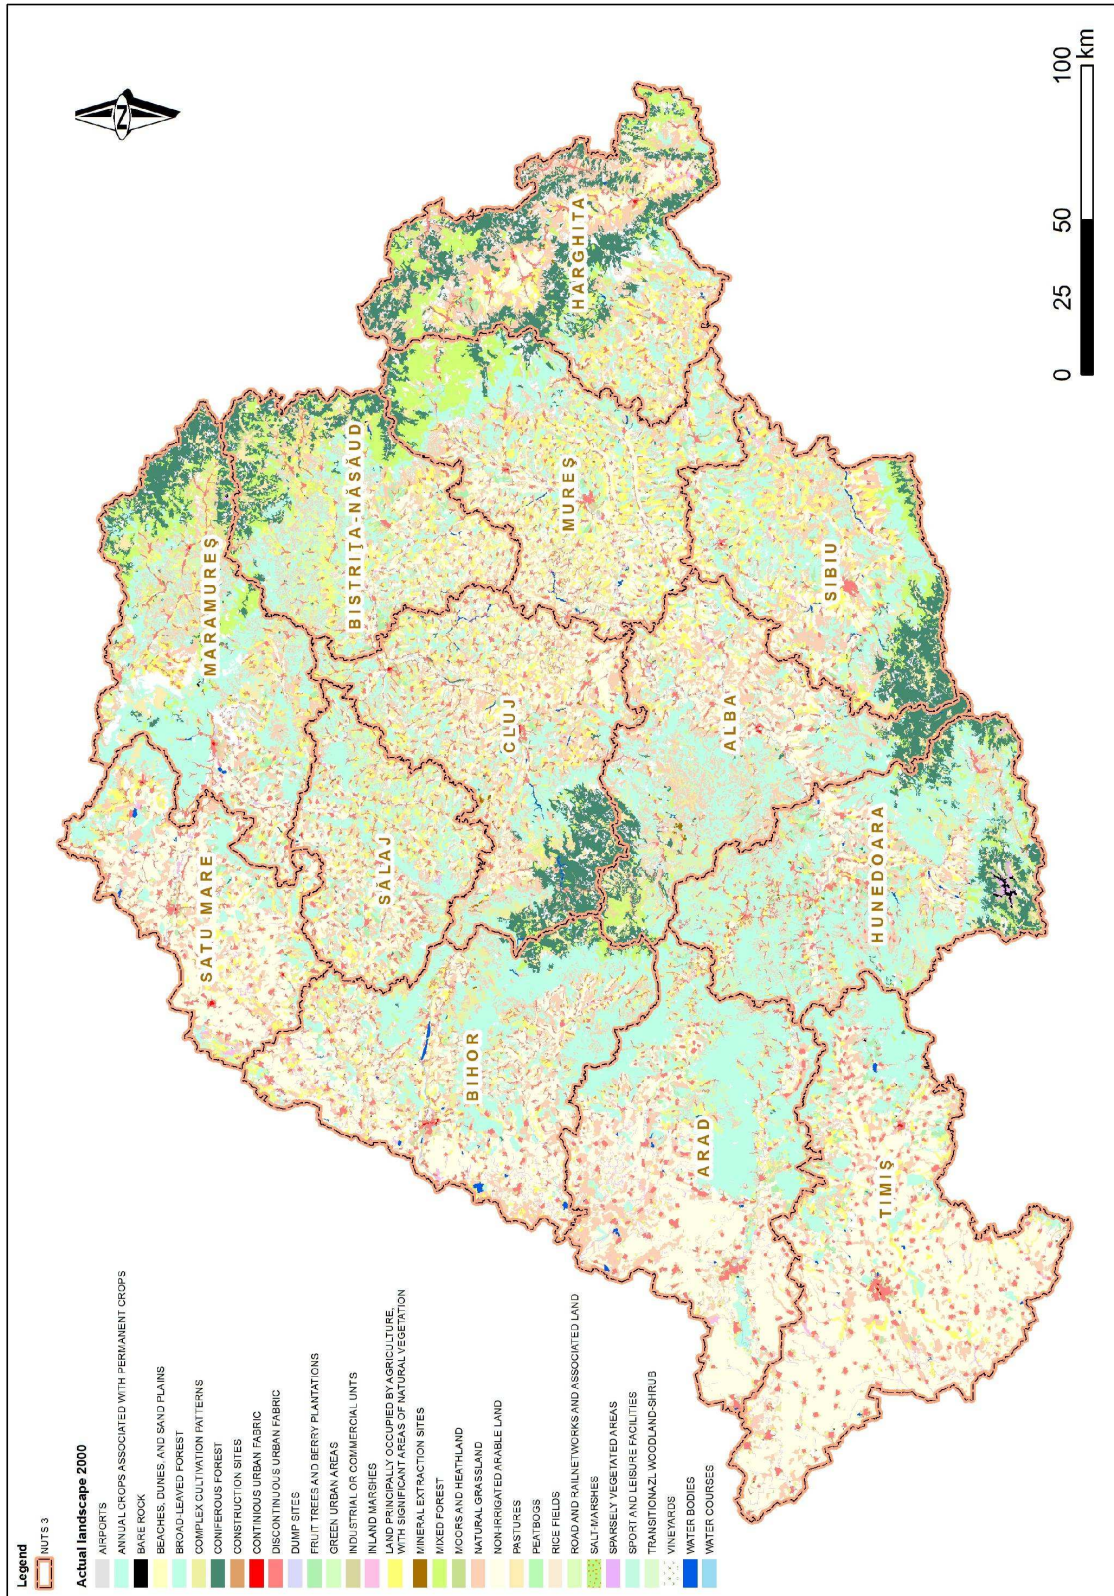 Legend
NUTS 3
Actual landscape 2000
AIRPORTS
ANNUAL CROPS ASSOCIATED WITH PERMANENT CROPS
BARE ROCK
BEACHES, DUNES, AND SAND PLAINS
BROAD-LEAVED FOREST
COMPLEX CULTIVATION PATTERNS
CONIFEROUS FOREST
CONSTRUCTION SITES
CONTINIOUS URBAN FABRIC
DISCONTINUOUS URBAN FABRIC
DUMP SITES
FRUIT TREES AND BERRY PLANTATIONS
GREEN URBAN AREAS
INDUSTRIAL OR COMMERCIAL UNTS
INLAND MARSHES
LAND PRINCIPALLY OCCUPIED BY AGRICULTURE,
WITH SIGNIFICANT AREAS OF NATURAL VEGETATION
MINERAL EXTRACTION SITES
MIXED FOREST
MOORS AND HEATHLAND
NATURAL GRASSLAND
NON-IRRIGATED ARABLE LAND
PASTURES
PEATBOGS
RICE FIELDS
ROAD AND RAILNETWORKS AND ASSOCIATED LAND
SALT-MARSHES
SPARSELY VEGETATED AREAS
SPORT AND LEISURE FACILITIES
TRANSITIONAZL WOODLAND-SHRUB
VINEYARDS
WATER BODIES
WATER COURSES
SATU MARE
MARAMUREŞ
BISTRIŢA-NĂSĂUD
SĂLAJ
BIHOR
CLUJ
MUREŞ
HARGHITA
ARAD
ALBA
SIBIU
TIMIŞ
HUNEDOARA
N
0 25 50 100
km